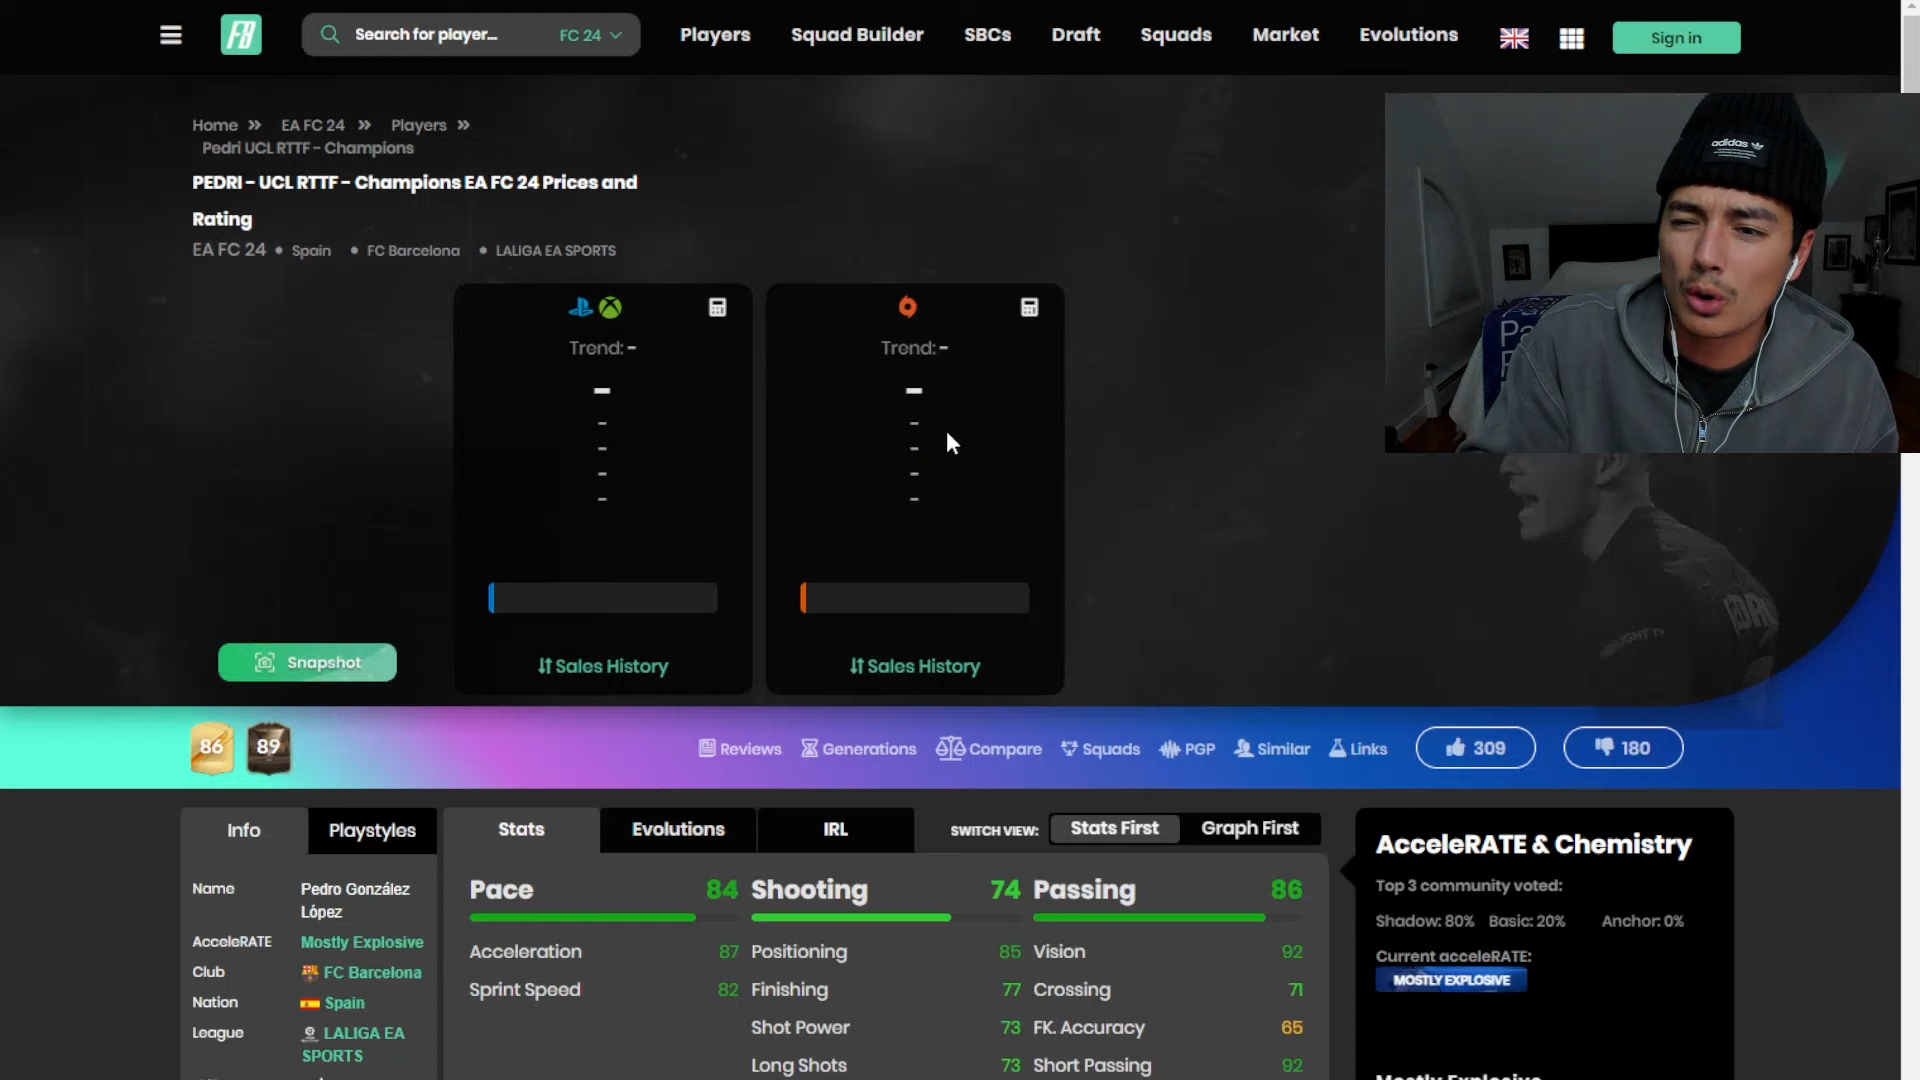 Search for player...
FC 24
Players
Squad Builder
SBCs
Draft
Squads
Market
Evolutions
Sign in
Home » EA FC 24 » Players »
Pedri UCL RTTF - Champions
PEDRI - UCL RTTF - Champions EA FC 24 Prices and
Rating
EA FC 24 • Spain • FC Barcelona • LALIGA EA SPORTS
adidas
Trend: -
-
-
-
-
-
Sales History
Trend: -
-
-
-
-
-
Sales History
Snapshot
86
89
Reviews
Generations
Compare
Squads
PGP
Similar
Links
309
180
Info
Playstyles
Name Pedro González
López
AcceleRATE Mostly Explosive
Club FC Barcelona
Nation Spain
League LALIGA EA
SPORTS
Stats
Evolutions
IRL
SWITCH VIEW:
Stats First
Graph First
Pace 84
Acceleration 87
Sprint Speed 82
Shooting 74
Positioning 85
Finishing 77
Shot Power 73
Long Shots 73
Passing 86
Vision 92
Crossing 71
FK. Accuracy 65
Short Passing 92
AcceleRATE & Chemistry
Top 3 community voted:
Shadow: 80% Basic: 20% Anchor: 0%
Current acceleRATE:
MOSTLY EXPLOSIVE
Mostly Explosive